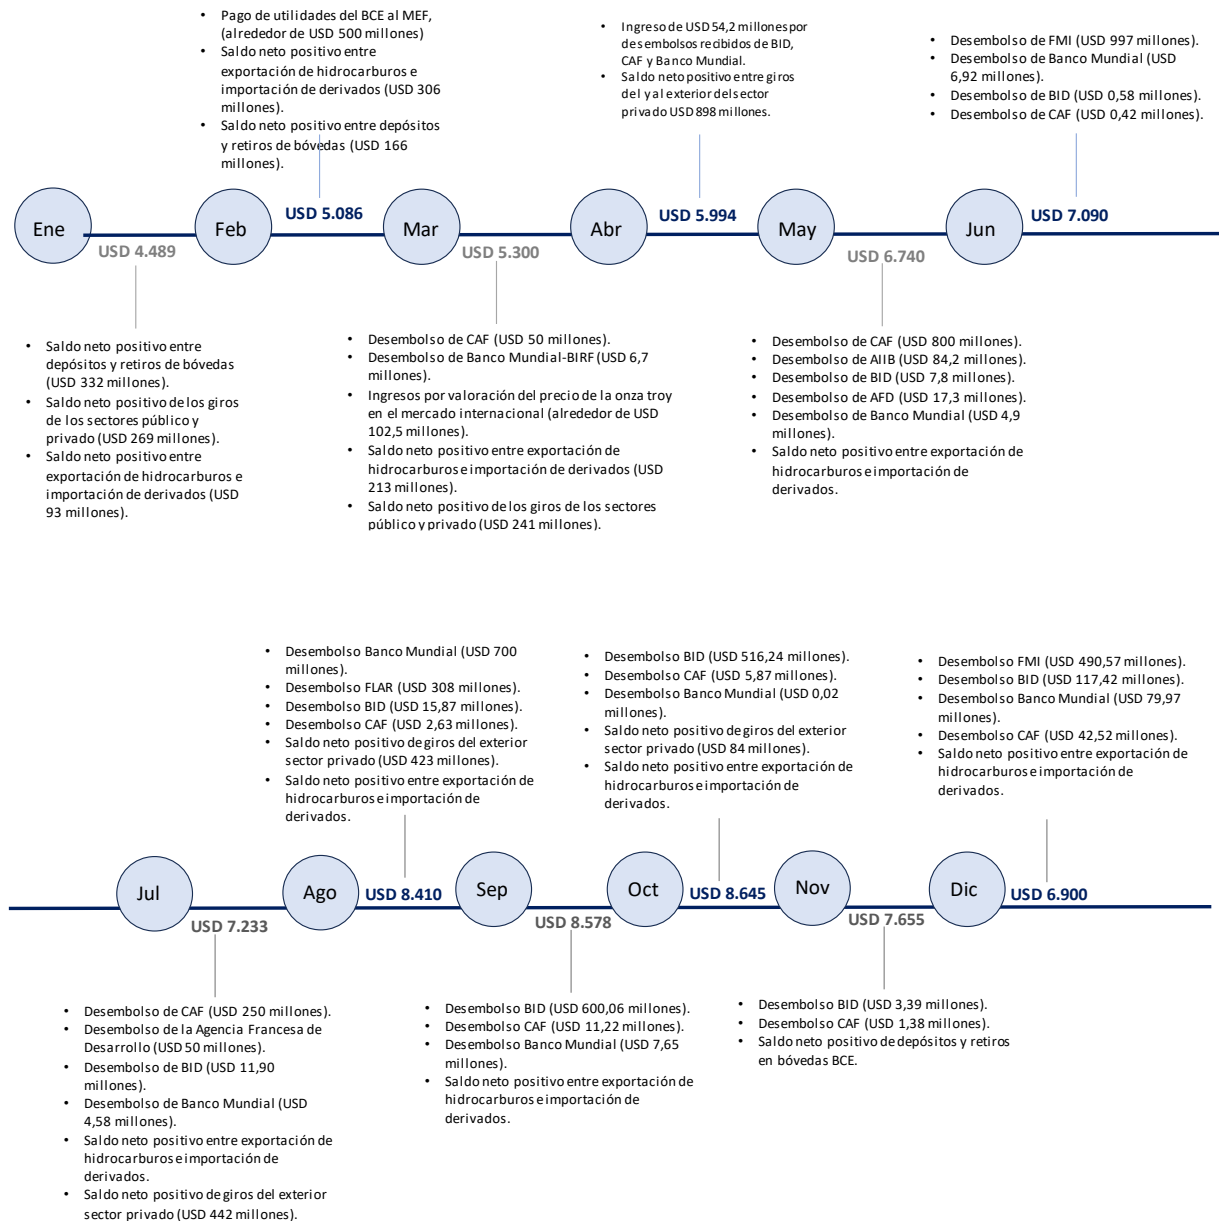 • Pago de utilidades del BCE al MEF,
(alrededor de USD 500 millones)
• Saldo neto positivo entre
exportación de hidrocarburos e
importación de derivados (USD 306
millones).
• Saldo neto positivo entre depósitos
y retiros de bóvedas (USD 166
millones).
• Ingreso de USD 54,2 millones por
desembolsos recibidos de BID,
CAF y Banco Mundial.
• Saldo neto positivo entre giros
del y al exterior del sector
privado USD 898 millones.
• Desembolso de FMI (USD 997 millones).
• Desembolso de Banco Mundial (USD
6,92 millones).
• Desembolso de BID (USD 0,58 millones).
• Desembolso de CAF (USD 0,42 millones).
Ene
USD 4.489
Feb
USD 5.086
Mar
USD 5.300
Abr
USD 5.994
May
USD 6.740
Jun
USD 7.090
• Saldo neto positivo entre
depósitos y retiros de bóvedas
(USD 332 millones).
• Saldo neto positivo de los giros
de los sectores público y
privado (USD 269 millones).
• Saldo neto positivo entre
exportación de hidrocarburos e
importación de derivados (USD
93 millones).
• Desembolso de CAF (USD 50 millones).
• Desembolso de Banco Mundial-BIRF (USD 6,7
millones).
• Ingresos por valoración del precio de la onza troy
en el mercado internacional (alrededor de USD
102,5 millones).
• Saldo neto positivo entre exportación de
hidrocarburos e importación de derivados (USD
213 millones).
• Saldo neto positivo de los giros de los sectores
público y privado (USD 241 millones).
• Desembolso de CAF (USD 800 millones).
• Desembolso de AIIB (USD 84,2 millones).
• Desembolso de BID (USD 7,8 millones).
• Desembolso de AFD (USD 17,3 millones).
• Desembolso de Banco Mundial (USD 4,9
millones).
• Saldo neto positivo entre exportación de
hidrocarburos e importación de
derivados.
• Desembolso Banco Mundial (USD 700
millones).
• Desembolso FLAR (USD 308 millones).
• Desembolso BID (USD 15,87 millones).
• Desembolso CAF (USD 2,63 millones).
• Saldo neto positivo de giros del exterior
sector privado (USD 423 millones).
• Saldo neto positivo entre exportación de
hidrocarburos e importación de
derivados.
• Desembolso BID (USD 516,24 millones).
• Desembolso CAF (USD 5,87 millones).
• Desembolso Banco Mundial (USD 0,02
millones).
• Saldo neto positivo de giros del exterior
sector privado (USD 84 millones).
• Saldo neto positivo entre exportación de
hidrocarburos e importación de
derivados.
• Desembolso FMI (USD 490,57 millones).
• Desembolso BID (USD 117,42 millones).
• Desembolso Banco Mundial (USD 79,97
millones).
• Desembolso CAF (USD 42,52 millones).
• Saldo neto positivo entre exportación de
hidrocarburos e importación de
derivados.
Jul
USD 7.233
Ago
USD 8.410
Sep
USD 8.578
Oct
USD 8.645
Nov
USD 7.655
Dic
USD 6.900
• Desembolso de CAF (USD 250 millones).
• Desembolso de la Agencia Francesa de
Desarrollo (USD 50 millones).
• Desembolso de BID (USD 11,90
millones).
• Desembolso de Banco Mundial (USD
4,58 millones).
• Saldo neto positivo entre exportación de
hidrocarburos e importación de
derivados.
• Saldo neto positivo de giros del exterior
sector privado (USD 442 millones).
• Desembolso BID (USD 600,06 millones).
• Desembolso CAF (USD 11,22 millones).
• Desembolso Banco Mundial (USD 7,65
millones).
• Saldo neto positivo entre exportación de
hidrocarburos e importación de
derivados.
• Desembolso BID (USD 3,39 millones).
• Desembolso CAF (USD 1,38 millones).
• Saldo neto positivo de depósitos y retiros
en bóvedas BCE.